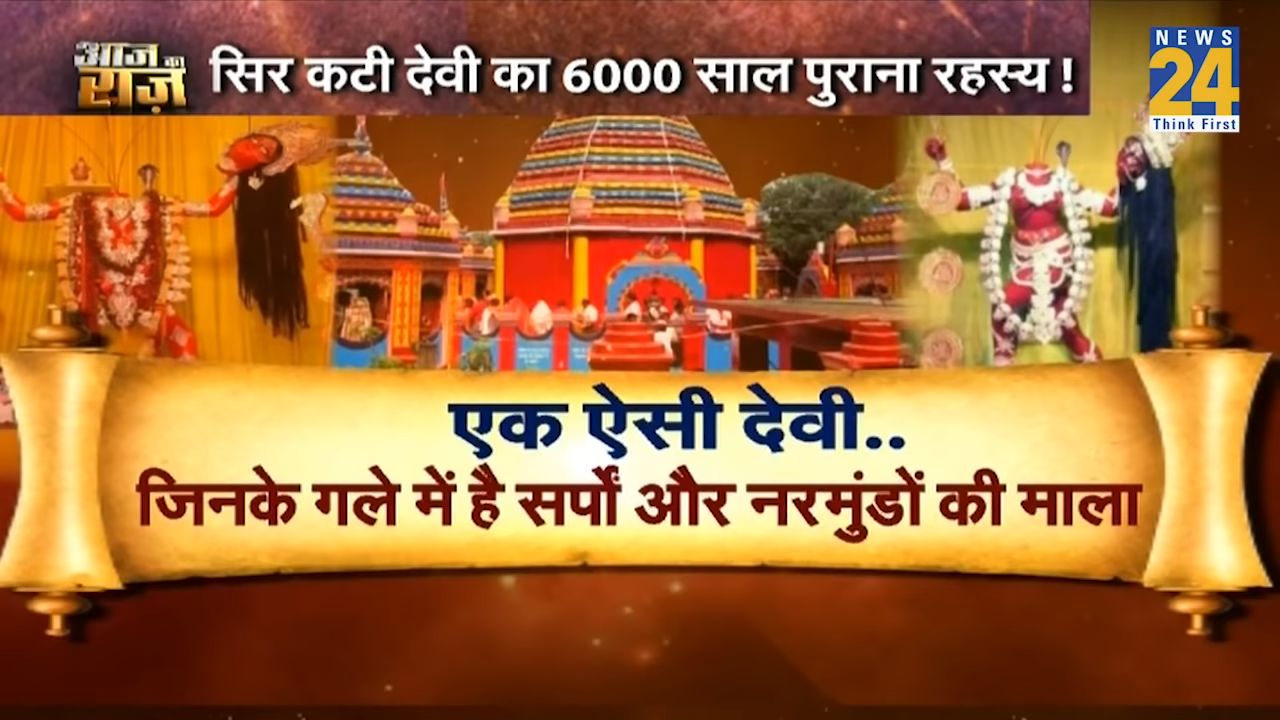 आज का
राज़
सिर कटी देवी का 6000 साल पुराना रहस्य !
NEWS
24
Think First
एक ऐसी देवी..
जिनके गले में है सर्पों और नरमुंडों की माला